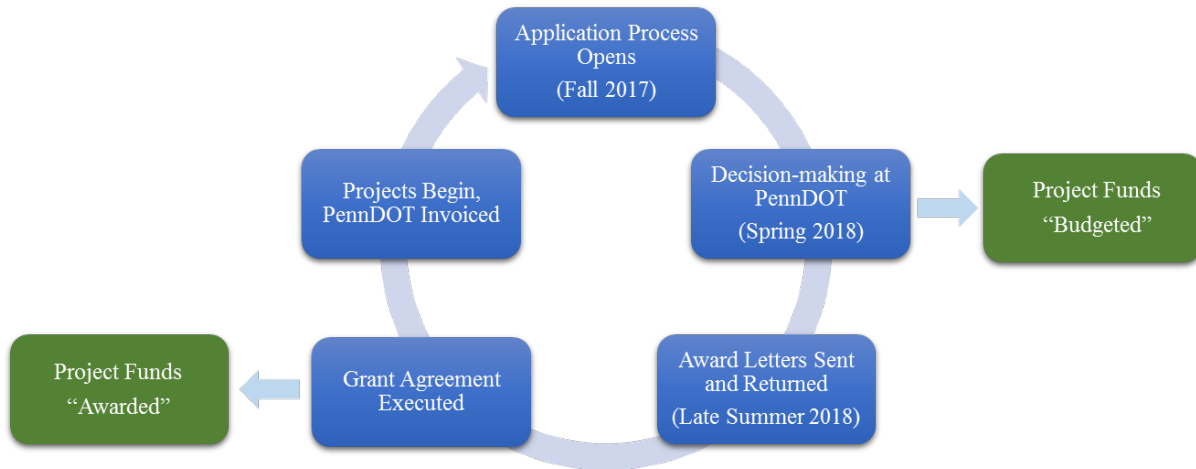 Application Process
Opens
(Fall 2017)
Decision-making at
PennDOT
(Spring 2018)
Project Funds
“Budgeted”
Award Letters Sent
and Returned
(Late Summer 2018)
Grant Agreement
Executed
Project Funds
“Awarded”
Projects Begin,
PennDOT Invoiced